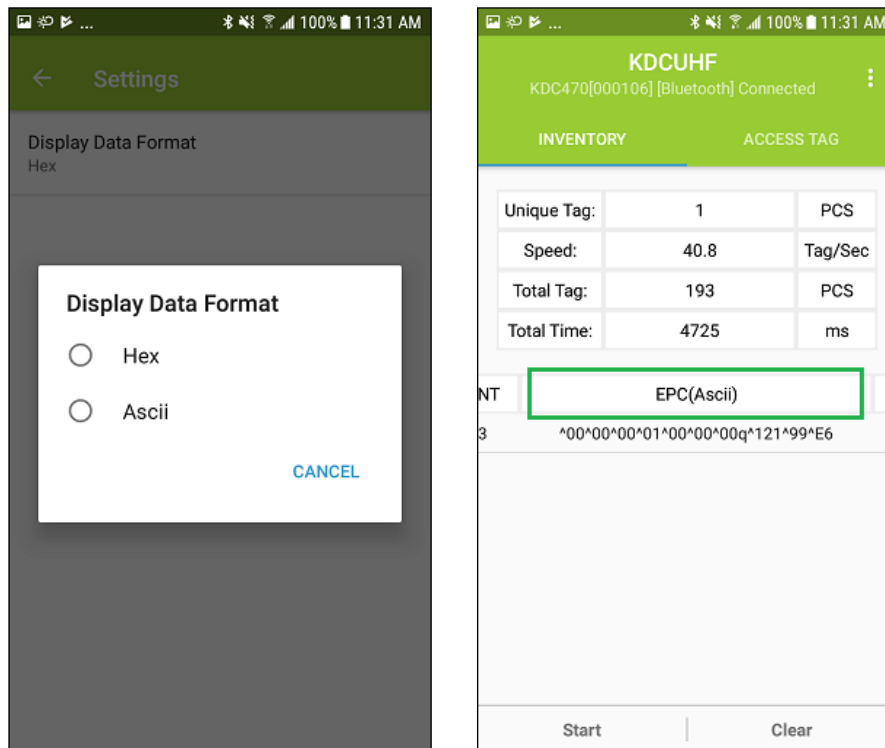 ... 100% 11:31 AM
Settings
Display Data Format
Hex
Display Data Format
Hex
Ascii
CANCEL
... 100% 11:31 AM
KDCUHF
KDC470[000106] [Bluetooth] Connected
INVENTORY ACCESS TAG
Unique Tag: 1 PCS
Speed: 40.8 Tag/Sec
Total Tag: 193 PCS
Total Time: 4725 ms
NT EPC(Ascii)
3 ^00^00^00^01^00^00^00q^121^99^E6
Start Clear